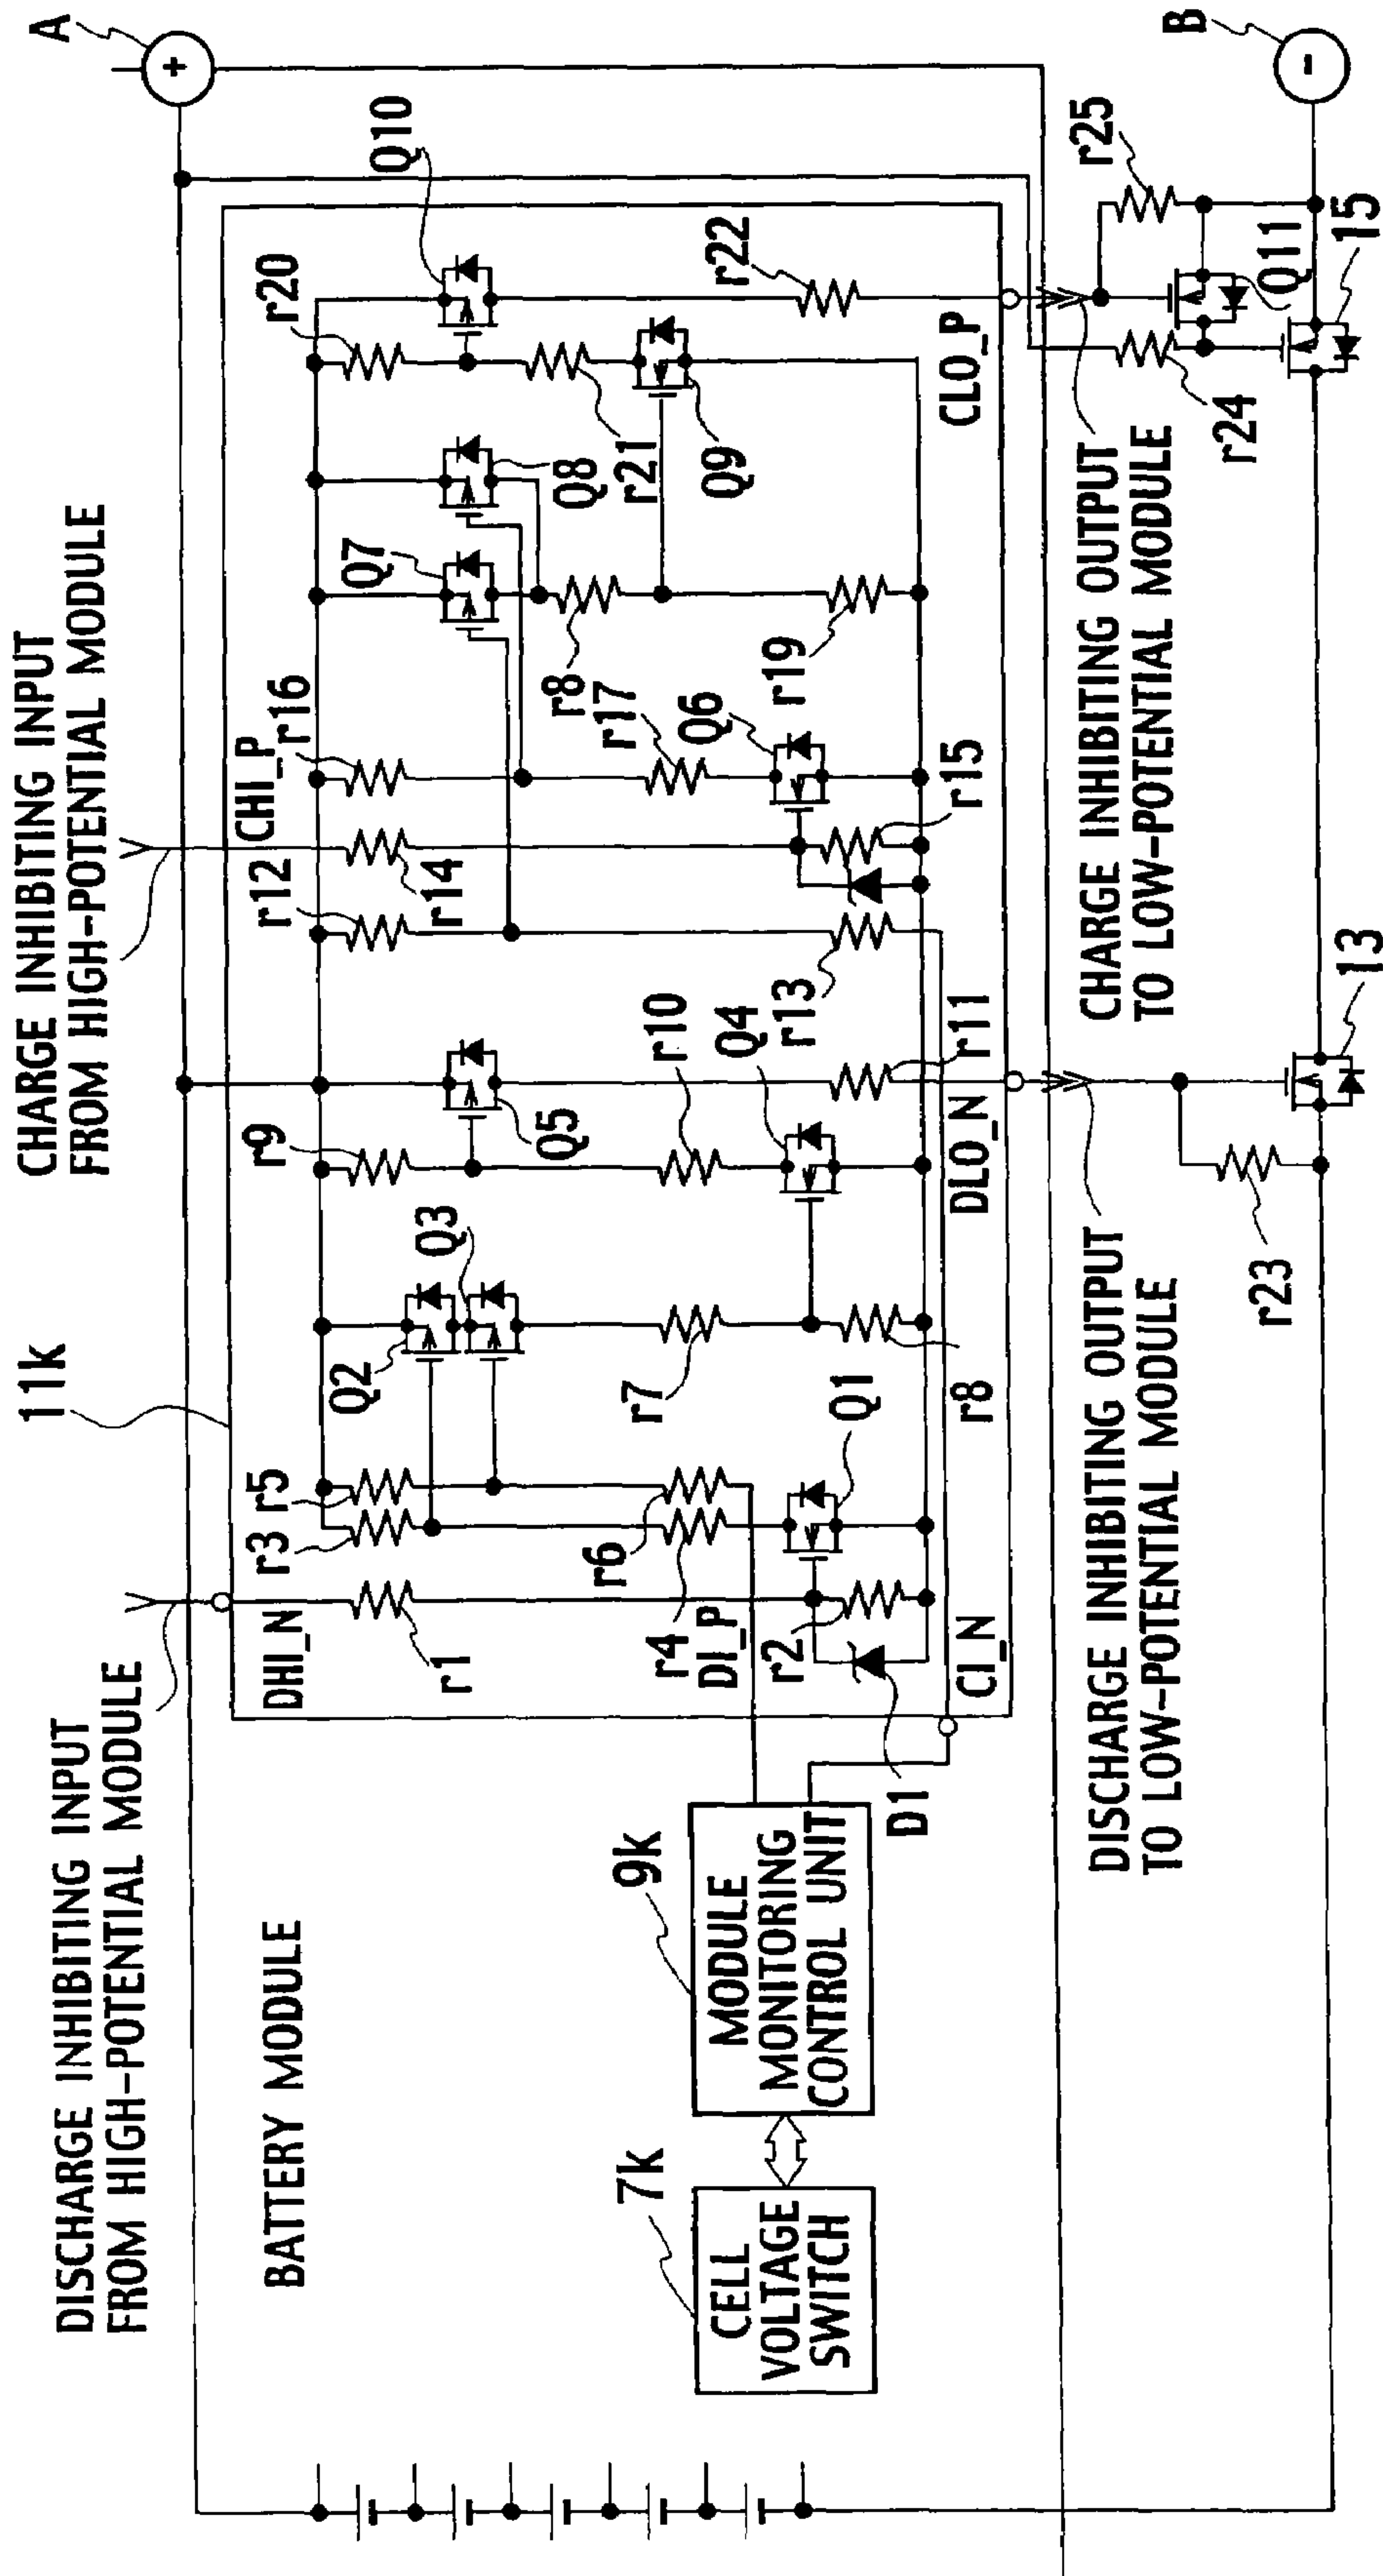 DISCHARGE INHIBITING INPUT
FROM HIGH-POTENTIAL MODULE
11k
CHARGE INHIBITING INPUT
FROM HIGH-POTENTIAL MODULE
A
+
BATTERY MODULE
DHI_N
r3
r5
Q2
Q3
r9
r12
CHI_P
r16
Q7
r20
Q10
r1
r14
Q5
Q8
r6
r4
DI_P
r7
r10
r8
r17
r21
r22
Q4
Q6
Q9
r13
r19
r2
Q1
CELL
VOLTAGE
SWITCH
7k
MODULE
MONITORING
CONTROL UNIT
9k
D1
CI_N
r8
DLO_N
r11
r15
CLO_P
DISCHARGE INHIBITING OUTPUT
TO LOW-POTENTIAL MODULE
CHARGE INHIBITING OUTPUT
TO LOW-POTENTIAL MODULE
r25
r24
Q11
B
-
r23
13
15